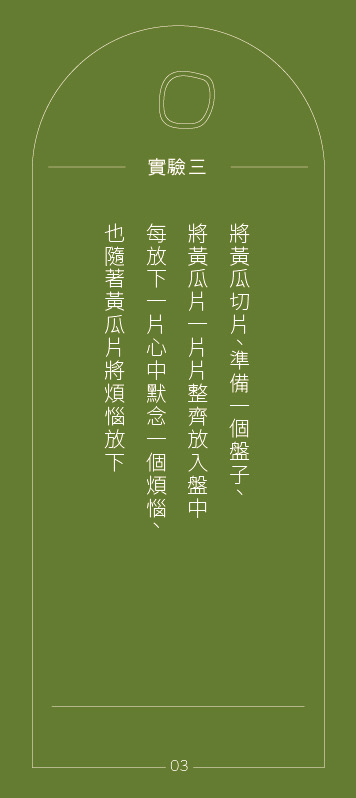 實驗三
將黃瓜切片、準備一個盤子、
將黃瓜片一片片整齊放入盤中
每放下一片心中默念一個煩惱、
也隨著黃瓜片將煩惱放下
03